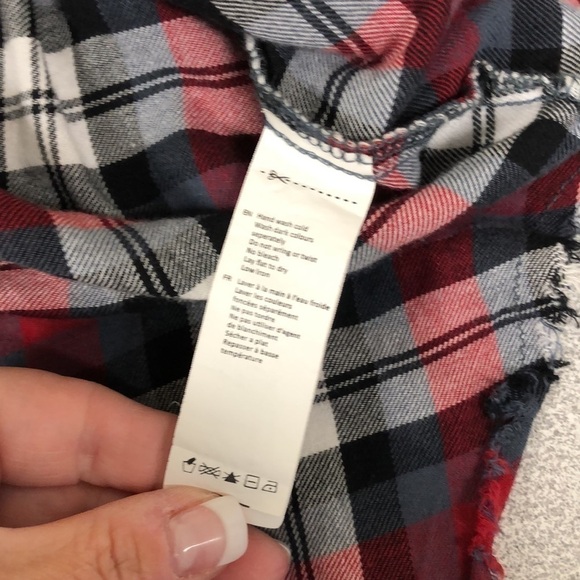 EN Hand wash cold
Wash dark colours
separately
Do not wring or twist
No bleach
Lay flat to dry
Low iron
FR Laver à la main à l'eau froide
Laver les couleurs
foncées séparément
Ne pas tordre
Ne pas utiliser d'agent
de blanchiment
Sécher a plat
Repasser à basse
température